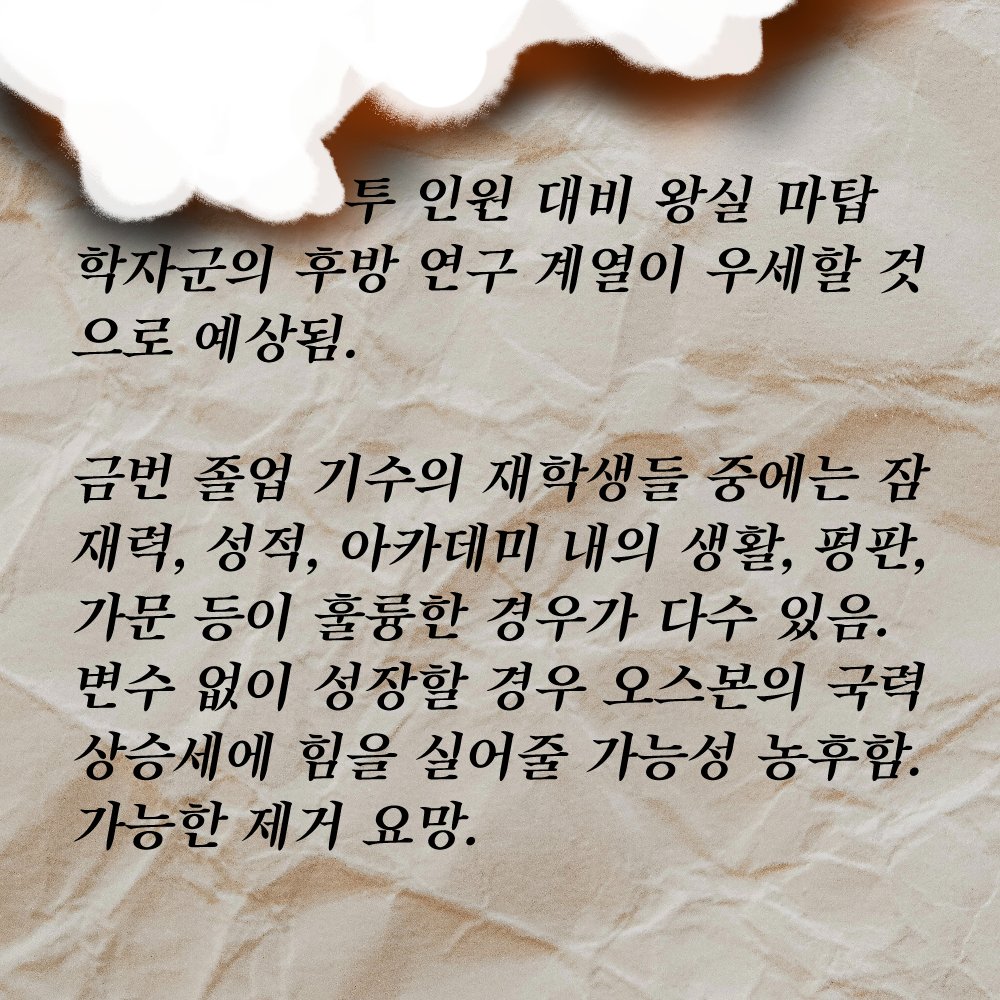 투 인원 대비 왕실 마탑
학자군의 후방 연구 계열이 우세할 것
으로 예상됨.
금번 졸업 기수의 재학생들 중에는 잠
재력, 성적, 아카데미 내의 생활, 평판,
가문 등이 훌륭한 경우가 다수 있음.
변수 없이 성장할 경우 오스본의 국력
상승세에 힘을 실어줄 가능성 농후함.
가능한 제거 요망.